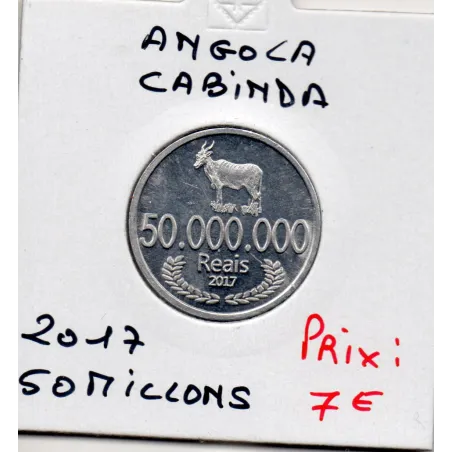 ANGOLA
CABINDA
50.000.000
Reais
2017
2017
50 MILLIONS
Prix :
7 €